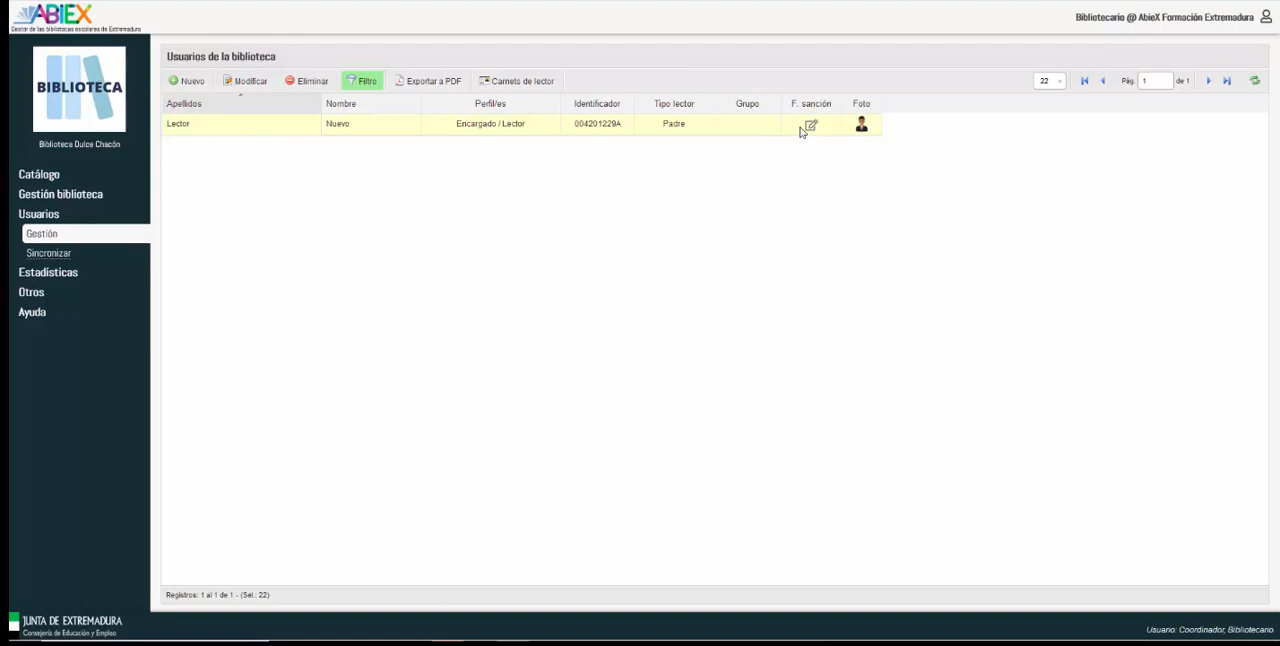 ABIEX
Gestor de las bibliotecas escolares de Extremadura
Bibliotecario @ AbieX Formación Extremadura
BIBLIOTECA
Biblioteca Dulce Chacón
Catálogo
Gestión biblioteca
Usuarios
Gestión
Sincronizar
Estadísticas
Otros
Ayuda
Usuarios de la biblioteca
Nuevo Modificar Eliminar Filtro Exportar a PDF Carnets de lector 22 Pág. 1 de 1
Apellidos Nombre Perfil/es Identificador Tipo lector Grupo F. sanción Foto
Lector Nuevo Encargado / Lector 004201229A Padre
Registros: 1 al 1 de 1 - (Sel.: 22)
JUNTA DE EXTREMADURA
Consejería de Educación y Empleo
Usuario: Coordinador, Bibliotecario